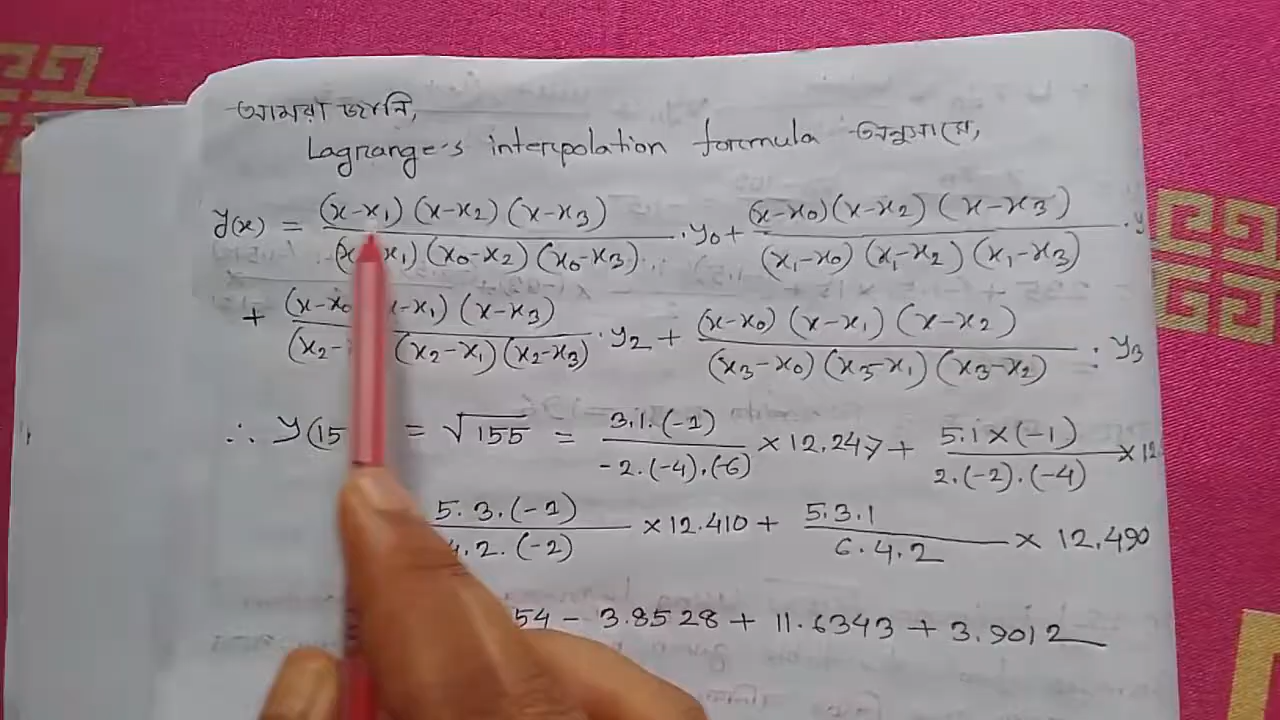 আমরা জানি,
Lagrange's interpolation formula অনুসারে,
y(x) = (x-x₁)(x-x₂)(x-x₃) / (x₁)(x₀-x₂)(x₀-x₃) · y₀ + (x-x₀)(x-x₂)(x-x₃) / (x₁-x₀)(x₁-x₂)(x₁-x₃) · y
+ (x-x₀ x-x₁)(x-x₃) / (x₂- (x₂-x₁)(x₂-x₃) · y₂ + (x-x₀)(x-x₁)(x-x₂) / (x₃-x₀)(x₃-x₁)(x₃-x₂) · y₃
∴ y(15 = √155 = 3.1.(-1) / -2.(-4).(-6) × 12.247 + 5.1×(-1) / 2.(-2).(-4) × 12.
5.3.(-1) / 4.2.(-2) × 12.410 + 5.3.1 / 6.4.2 × 12.490
54 - 3.8528 + 11.6343 + 3.9012